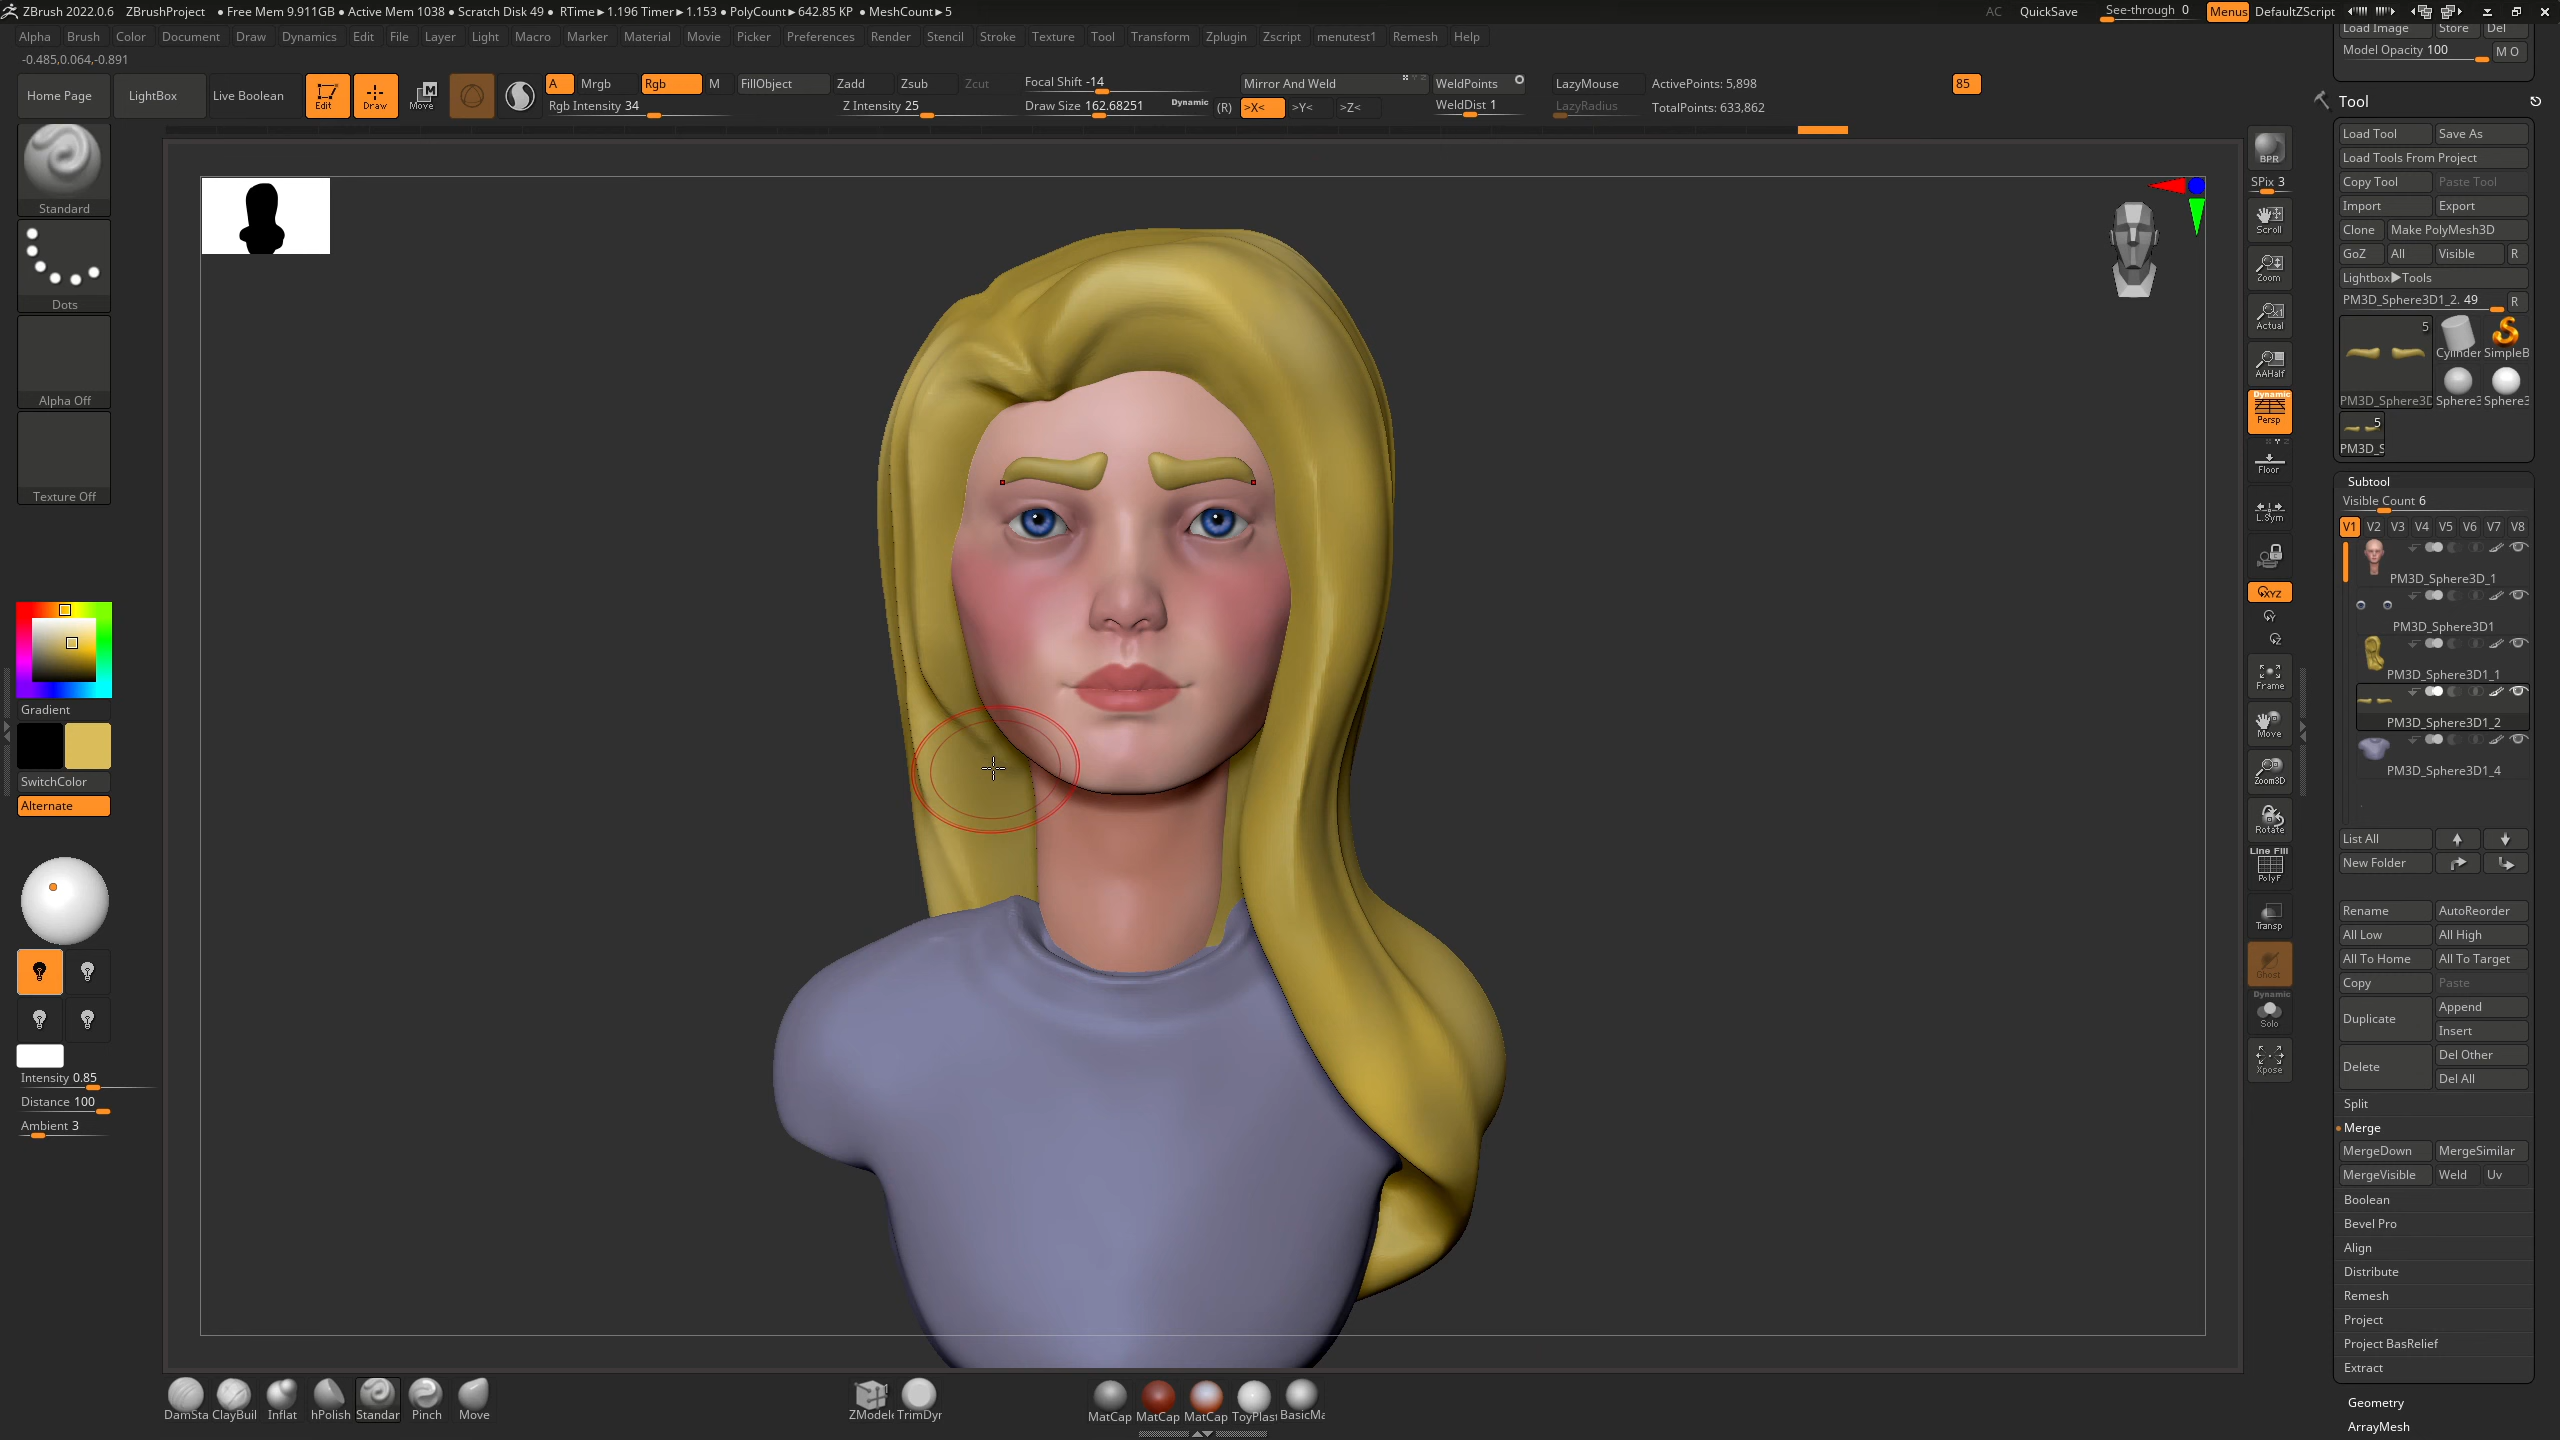 ZBrush 2022.0.6 ZBrushProject • Free Mem 9.911GB • Active Mem 1038 • Scratch Disk 49 • RTime►1.196 Timer►1.153 • PolyCount►642.85 KP • MeshCount►5 AC QuickSave See-through 0 Menus DefaultZScript
Alpha Brush Color Document Draw Dynamics Edit File Layer Light Macro Marker Material Movie Picker Preferences Render Stencil Stroke Texture Tool Transform Zplugin Zscript menutest1 Remesh Help
-0.485,0.064,-0.891
Home Page LightBox Live Boolean Edit Draw Move
A Mrgb Rgb M FillObject Zadd Zsub Zcut Focal Shift -14 Mirror And Weld WeldPoints LazyMouse ActivePoints: 5,898 85
Rgb Intensity 34 Z Intensity 25 Draw Size 162.68251 Dynamic (R) >X< >Y< >Z< WeldDist 1 LazyRadius TotalPoints: 633,862
Standard
Dots
Alpha Off
Texture Off
Gradient
SwitchColor
Alternate
Intensity 0.85
Distance 100
Ambient 3
BPR
SPix 3
Scroll
Zoom
Actual
AAHalf
Dynamic
Persp
Floor
L.Sym
XYZ
Frame
Move
Zoom3D
Rotate
Line Fill
PolyF
Transp
Ghost
Dynamic
Solo
Xpose
Load Image Store Del
Model Opacity 100 M O
Tool
Load Tool Save As
Load Tools From Project
Copy Tool Paste Tool
Import Export
Clone Make PolyMesh3D
GoZ All Visible R
Lightbox►Tools
PM3D_Sphere3D1_2. 49 R
5
Cylinder SimpleB
PM3D_Sphere3D Sphere3 Sphere3
5
PM3D_S
Subtool
Visible Count 6
V1 V2 V3 V4 V5 V6 V7 V8
PM3D_Sphere3D_1
PM3D_Sphere3D1
PM3D_Sphere3D1_1
PM3D_Sphere3D1_2
PM3D_Sphere3D1_4
List All
New Folder
Rename AutoReorder
All Low All High
All To Home All To Target
Copy Paste
Duplicate Append
Insert
Delete Del Other
Del All
Split
Merge
MergeDown MergeSimilar
MergeVisible Weld Uv
Boolean
Bevel Pro
Align
Distribute
Remesh
Project
Project BasRelief
Extract
Geometry
ArrayMesh
DamSta ClayBuil Inflat hPolish Standar Pinch Move ZModele TrimDyr MatCap MatCap MatCap ToyPlas BasicMa